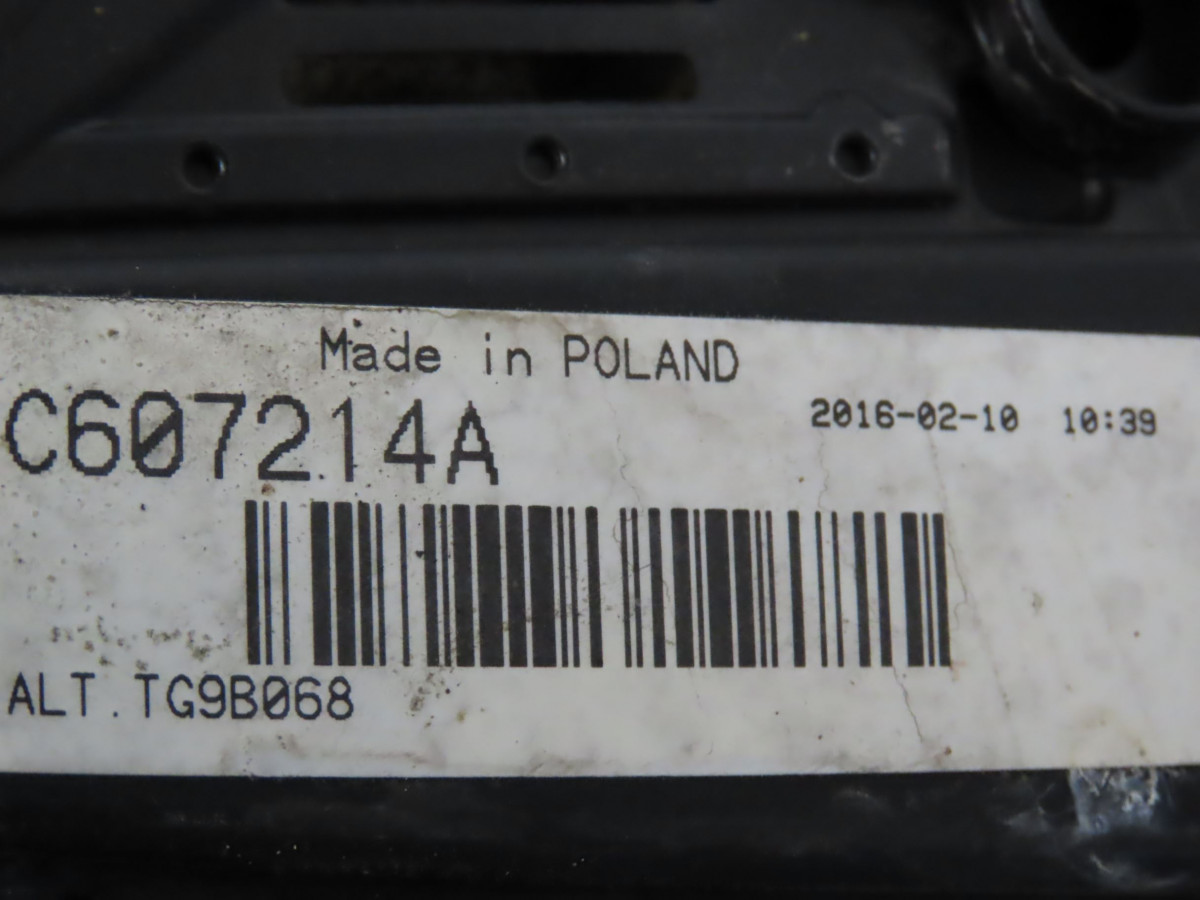 Made in POLAND
C607214A
2016-02-10 10:39
ALT.TG9B068